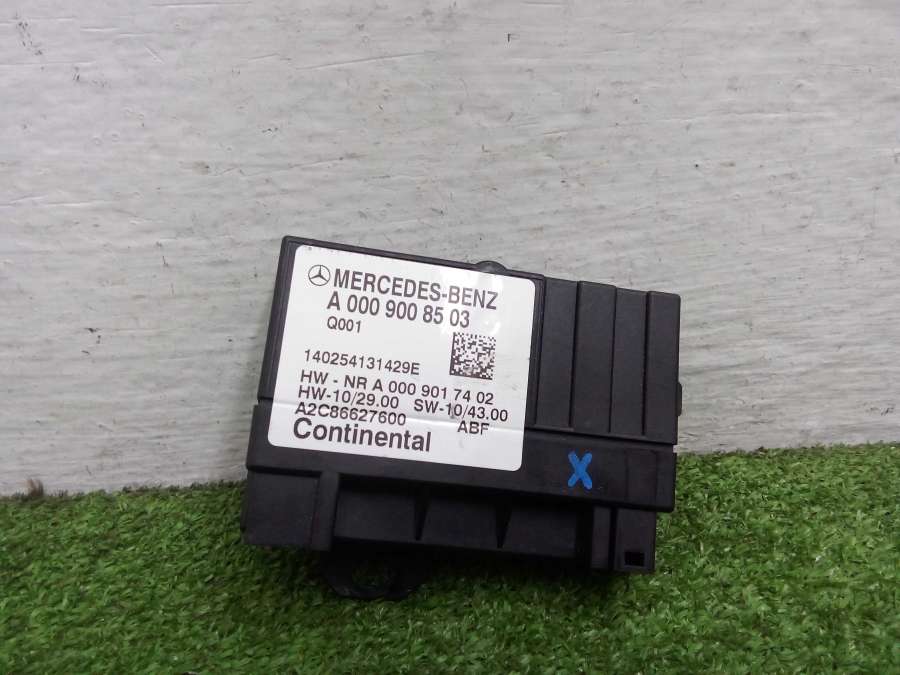 MERCEDES-BENZ
A 000 900 85 03
Q001
140254131429E
HW - NR A 000 901 74 02
HW-10/29.00 SW-10/43.00
A2C86627600 ABF
Continental
X